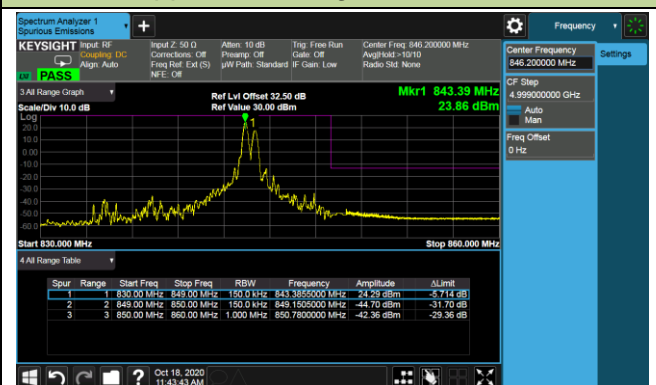 Spectrum Analyzer 1
Spurious Emissions
Frequency
KEYSIGHT
Input: RF
Coupling: DC
Align: Auto
Input Z: 50 Ω
Corrections: Off
Freq Ref: Ext (S)
NFE: Off
Atten: 10 dB
Preamp: Off
µW Path: Standard
Trig: Free Run
Gate: Off
IF Gain: Low
Center Freq: 846.200000 MHz
Avg|Hold:>10/10
Radio Std: None
PASS
Center Frequency
846.200000 MHz
Settings
CF Step
4.999000000 GHz
Auto
Man
Freq Offset
0 Hz
3 All Range Graph
Scale/Div 10.0 dB
Ref Lvl Offset 32.50 dB
Ref Value 30.00 dBm
Mkr1 843.39 MHz
23.86 dBm
Log
20.0
10.0
0.00
-10.0
-20.0
-30.0
-40.0
-50.0
-60.0
1
Start 830.000 MHz
Stop 860.000 MHz
4 All Range Table
Spur Range Start Freq Stop Freq RBW Frequency Amplitude ΔLimit
1 1 830.00 MHz 849.00 MHz 150.0 kHz 843.3855000 MHz 24.29 dBm -5.714 dB
2 2 849.00 MHz 850.00 MHz 150.0 kHz 849.1505000 MHz -44.70 dBm -31.70 dB
3 3 850.00 MHz 860.00 MHz 1.000 MHz 850.7800000 MHz -42.36 dBm -29.36 dB
Oct 18, 2020
11:43:43 AM